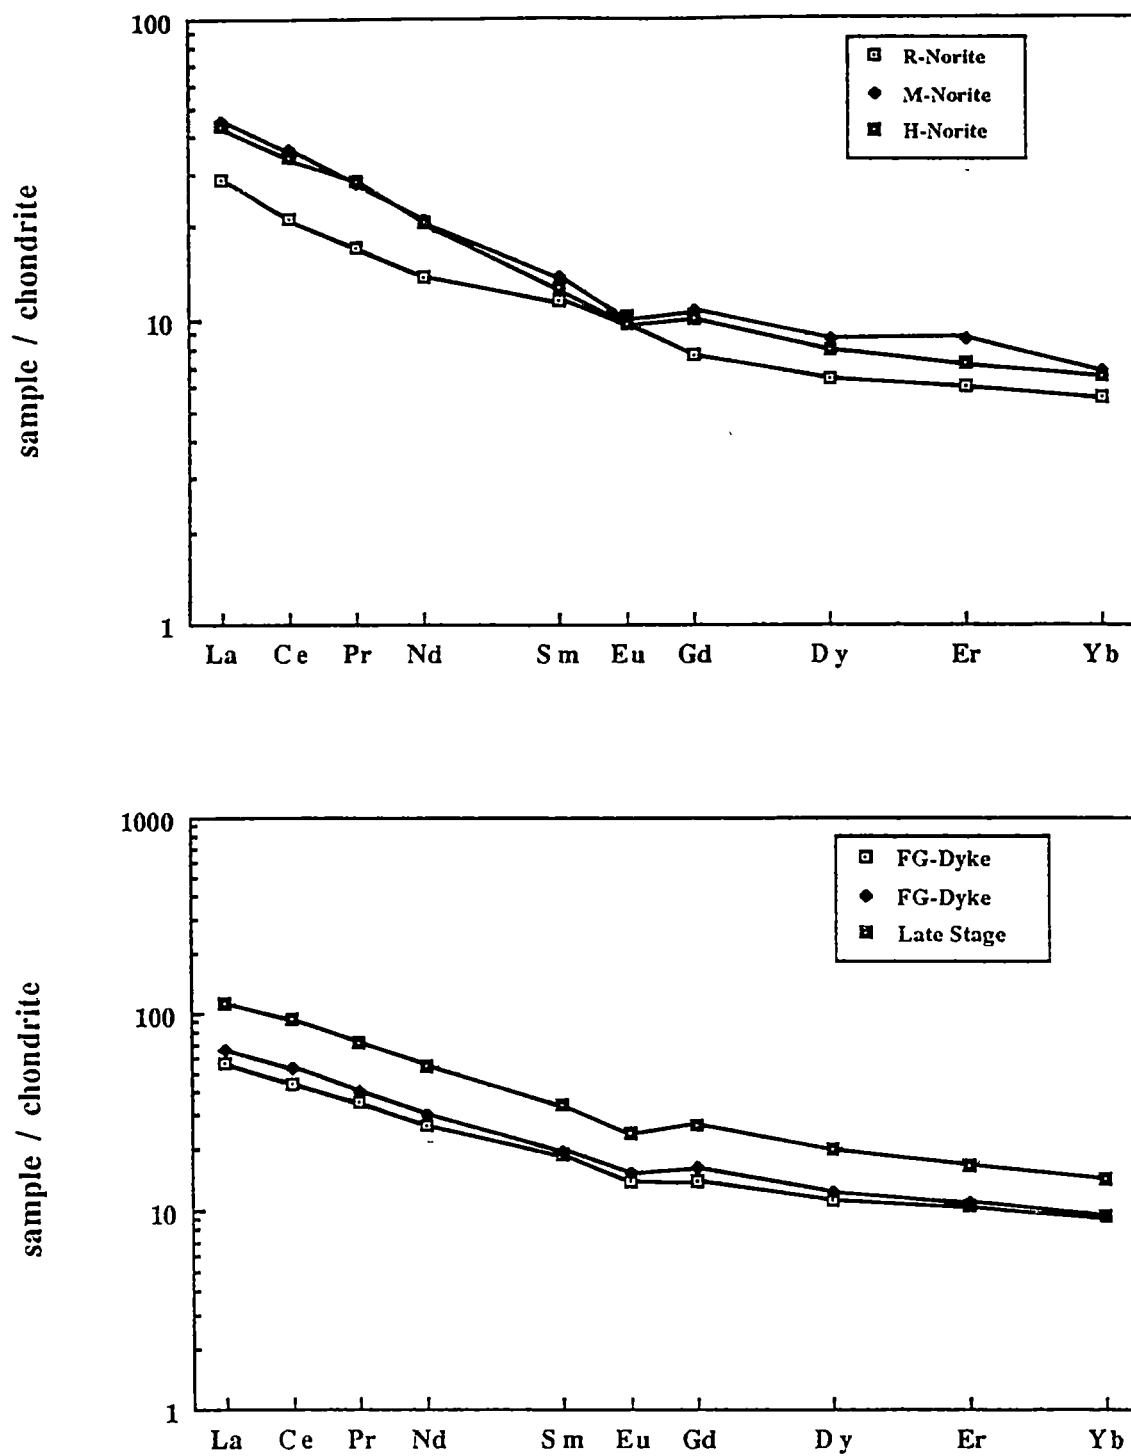 100
R-Norite
M-Norite
H-Norite
sample / chondrite
10
1
La Ce Pr Nd Sm Eu Gd Dy Er Yb
1000
FG-Dyke
FG-Dyke
Late Stage
100
sample / chondrite
10
1
La Ce Pr Nd Sm Eu Gd Dy Er Yb